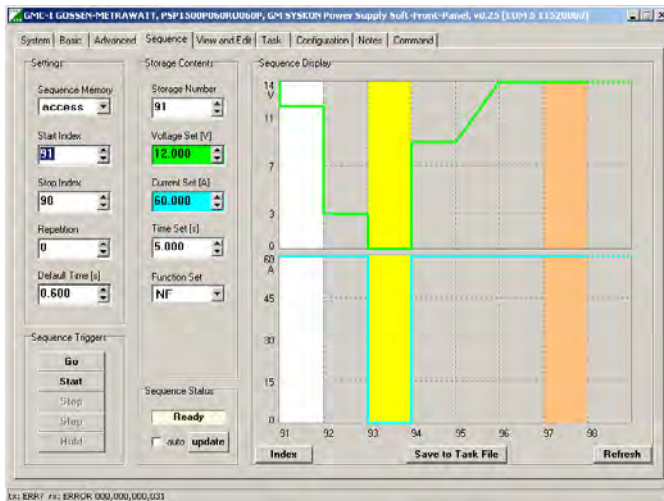 GMC-I GOSSEN-METRAWATT, PSP1500P060RU060P, GM SYSKON Power Supply Soft-Front-Panel, v0.25 [COM 5 115200Bd]
System Basic Advanced Sequence View and Edit Task Configuration Notes Command
Settings
Sequence Memory
access
Start Index
91
Stop Index
98
Repetition
0
Default Time [s]
0.600
Sequence Triggers
Go
Start
Stop
Step
Hold
Storage Contents
Storage Number
91
Voltage Set [V]
12.000
Current Set [A]
60.000
Time Set [s]
5.000
Function Set
NF
Sequence Status
Ready
auto update
Sequence Display
14
V
11
7
3
0
60
A
45
30
15
0
91 92 93 94 95 96 97 98
Index Save to Task File Refresh
tx: ERR? rx: ERROR 000,000,000,031